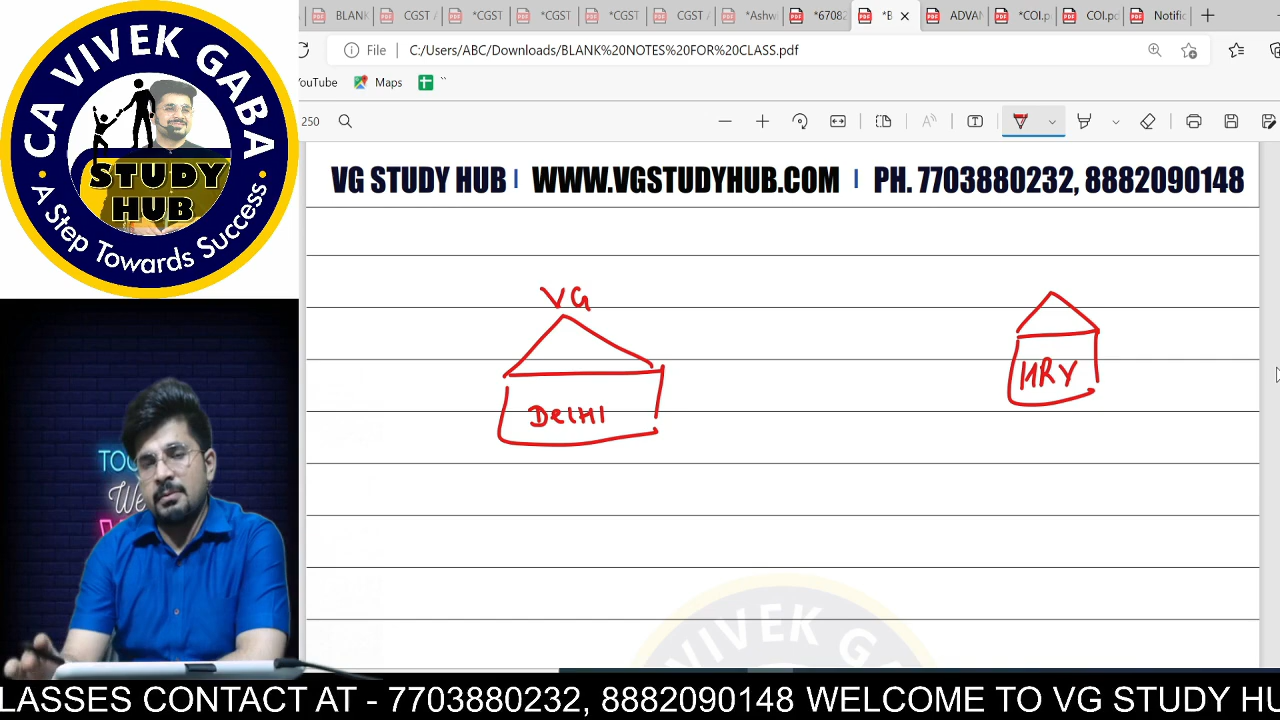 CA VIVEK GABA
STUDY
HUB
A Step Towards Success
BLANK CGST *CGST *CGST *CGST CGST *Ashw *67382 *B ADVAN *COI.p COI.pd Notific
File C:/Users/ABC/Downloads/BLANK%20NOTES%20FOR%20CLASS.pdf
ouTube Maps ``
250
VG STUDY HUB | WWW.VGSTUDYHUB.COM | PH. 7703880232, 8882090148
VG
DelHI
HRY
LASSES CONTACT AT - 7703880232, 8882090148 WELCOME TO VG STUDY HU